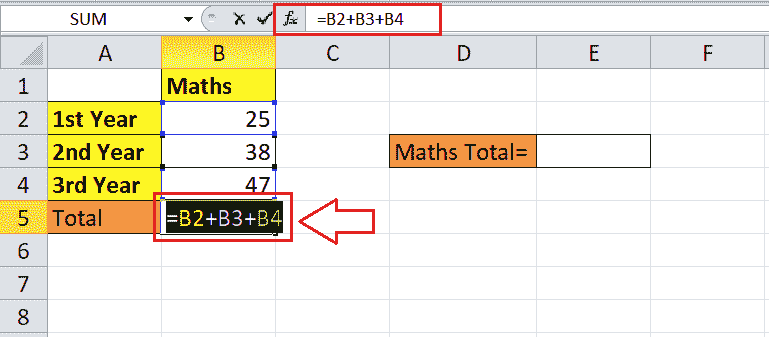 SUM fx =B2+B3+B4
A B C D E F
1 Maths
2 1st Year 25
3 2nd Year 38 Maths Total=
4 3rd Year 47
5 Total =B2+B3+B4
6
7
8